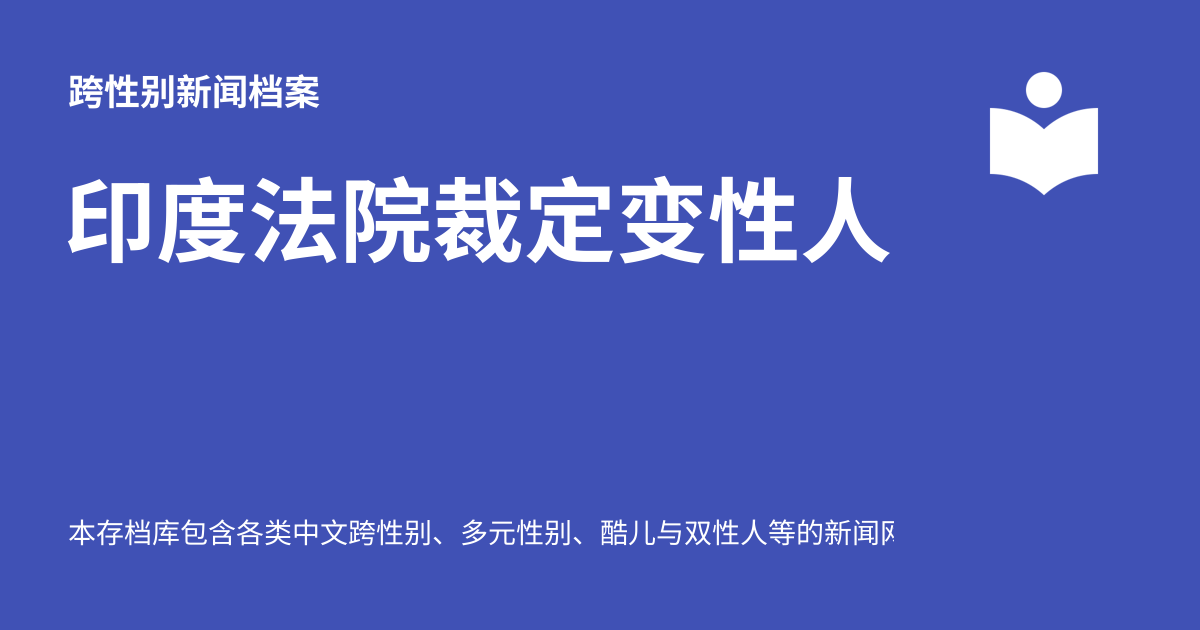 跨性别新闻档案
印度法院裁定变性人
本存档库包含各类中文跨性别、多元性别、酷儿与双性人等的新闻